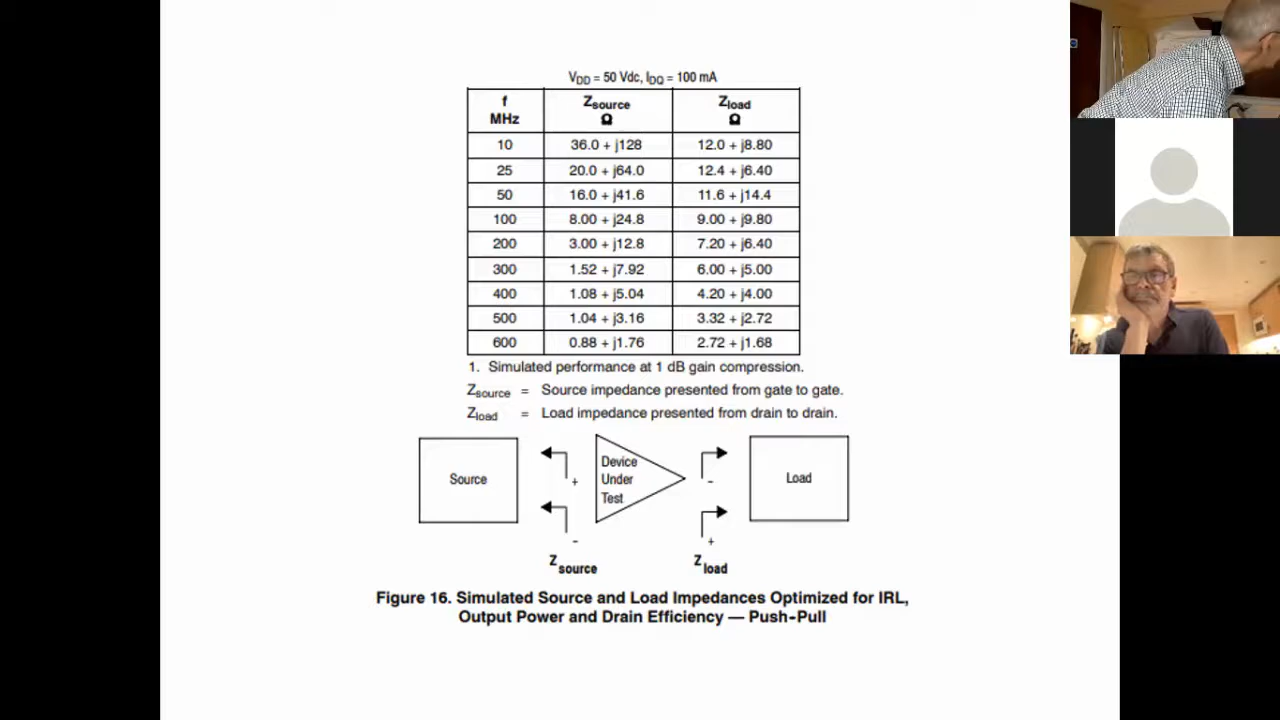 VDD = 50 Vdc, IDQ = 100 mA
f MHz Zsource Ω Zload Ω
10 36.0 + j128 12.0 + j8.80
25 20.0 + j64.0 12.4 + j6.40
50 16.0 + j41.6 11.6 + j14.4
100 8.00 + j24.8 9.00 + j9.80
200 3.00 + j12.8 7.20 + j6.40
300 1.52 + j7.92 6.00 + j5.00
400 1.08 + j5.04 4.20 + j4.00
500 1.04 + j3.16 3.32 + j2.72
600 0.88 + j1.76 2.72 + j1.68
1. Simulated performance at 1 dB gain compression.
Zsource = Source impedance presented from gate to gate.
Zload = Load impedance presented from drain to drain.
Source
+
-
Device
Under
Test
-
+
Load
Z source
Z load
Figure 16. Simulated Source and Load Impedances Optimized for IRL,
Output Power and Drain Efficiency — Push-Pull